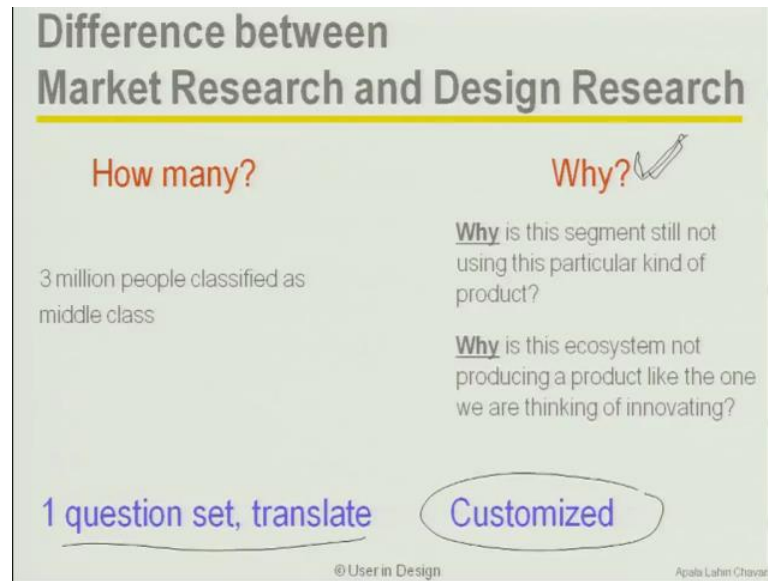 Difference between
Market Research and Design Research
How many?
Why?
3 million people classified as
middle class
Why is this segment still not
using this particular kind of
product?
Why is this ecosystem not
producing a product like the one
we are thinking of innovating?
1 question set, translate
Customized
© User in Design
Apala Lahiri Chavan